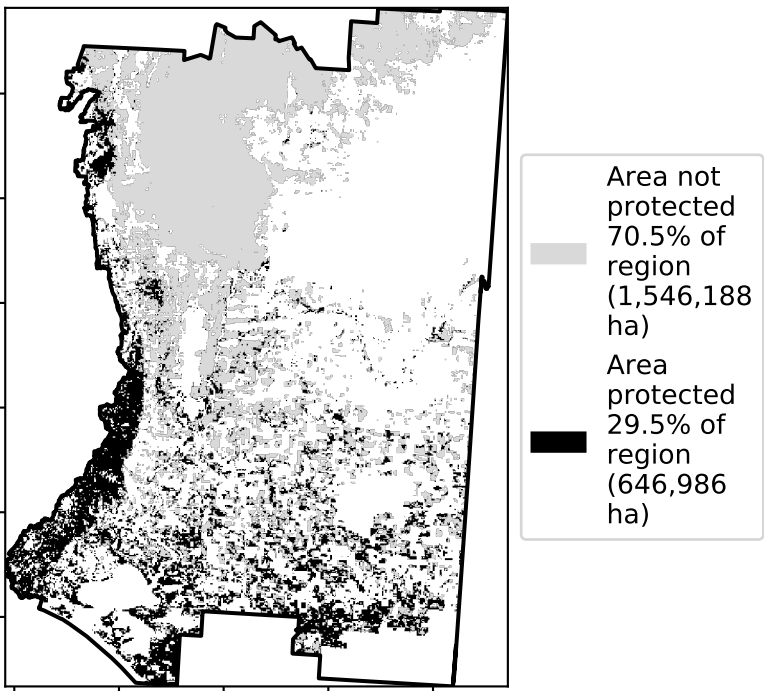 Area not
protected
70.5% of
region
(1,546,188
ha)
Area
protected
29.5% of
region
(646,986
ha)